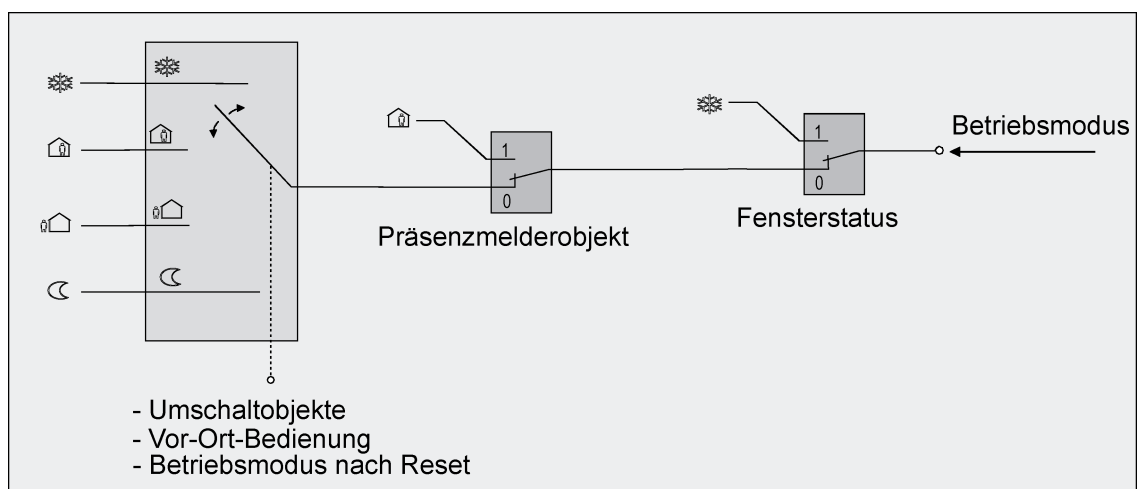 1
0
Präsenzmelderobjekt
1
0
Fensterstatus
Betriebsmodus
- Umschaltobjekte
- Vor-Ort-Bedienung
- Betriebsmodus nach Reset